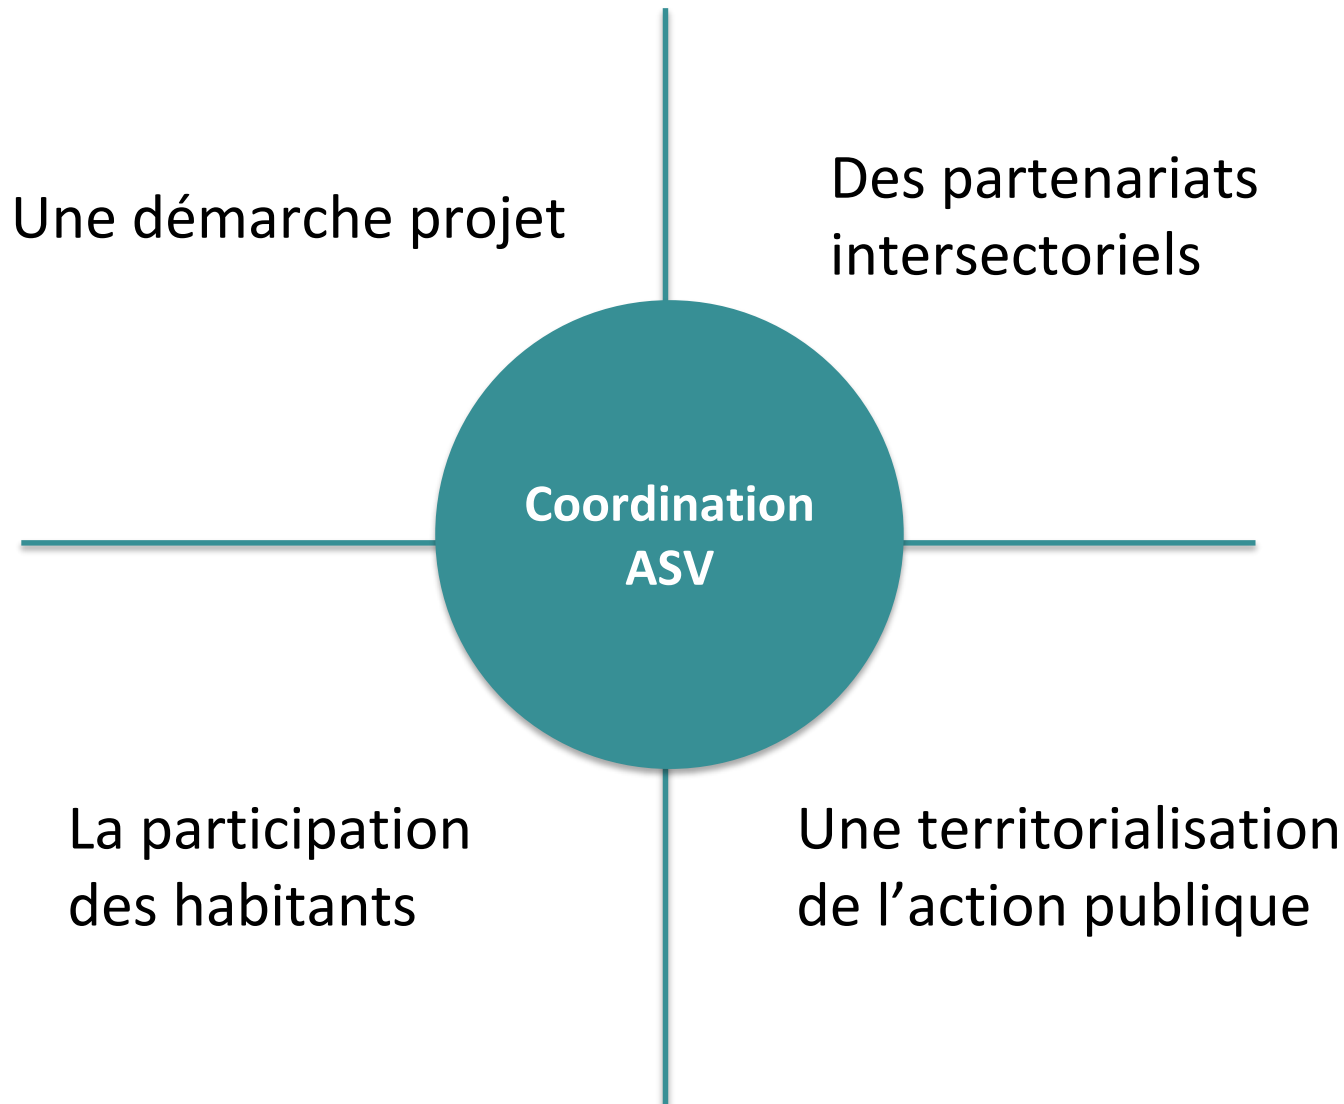 Une démarche projet
Des partenariats
intersectoriels
Coordination
ASV
La participation
des habitants
Une territorialisation
de l’action publique